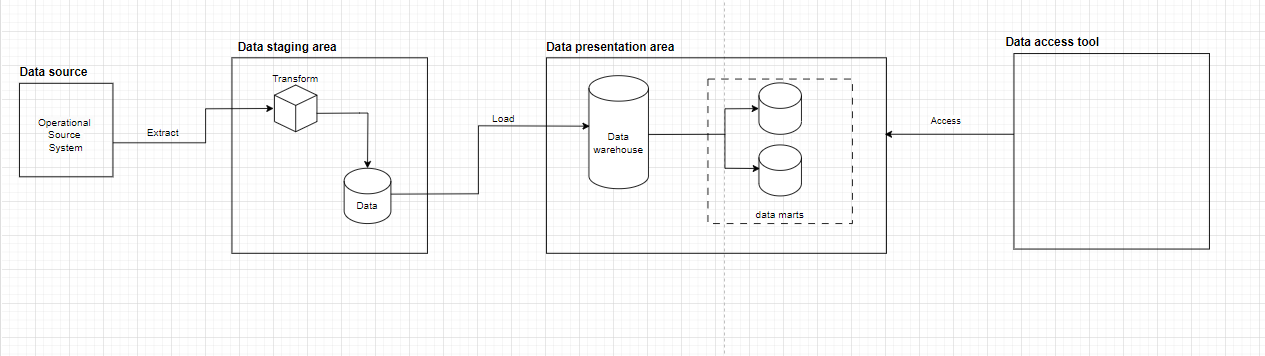 Data source
Operational
Source
System
Extract
Data staging area
Transform
Data
Load
Data presentation area
Data
warehouse
data marts
Access
Data access tool